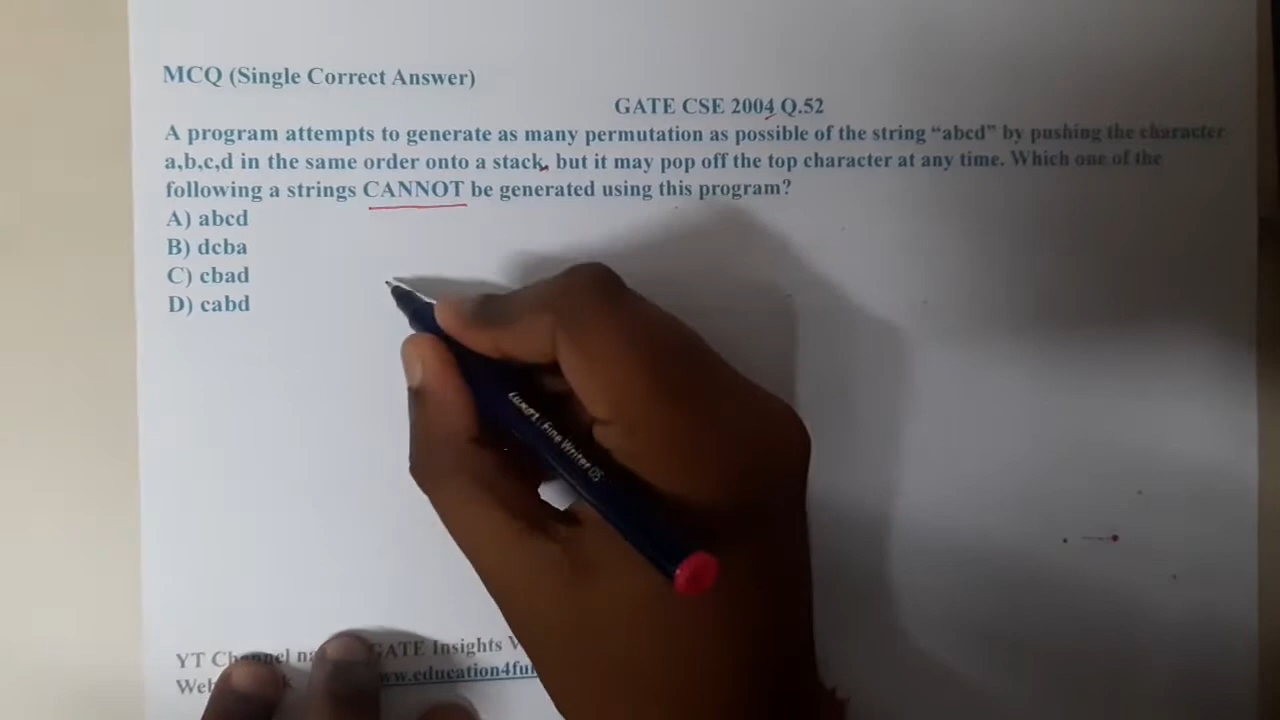 MCQ (Single Correct Answer)
GATE CSE 2004 Q.52
A program attempts to generate as many permutation as possible of the string “abcd” by pushing the character
a,b,c,d in the same order onto a stack, but it may pop off the top character at any time. Which one of the
following a strings CANNOT be generated using this program?
A) abcd
B) dcba
C) cbad
D) cabd
Luxor Fine Writer 05
YT GATE Insights